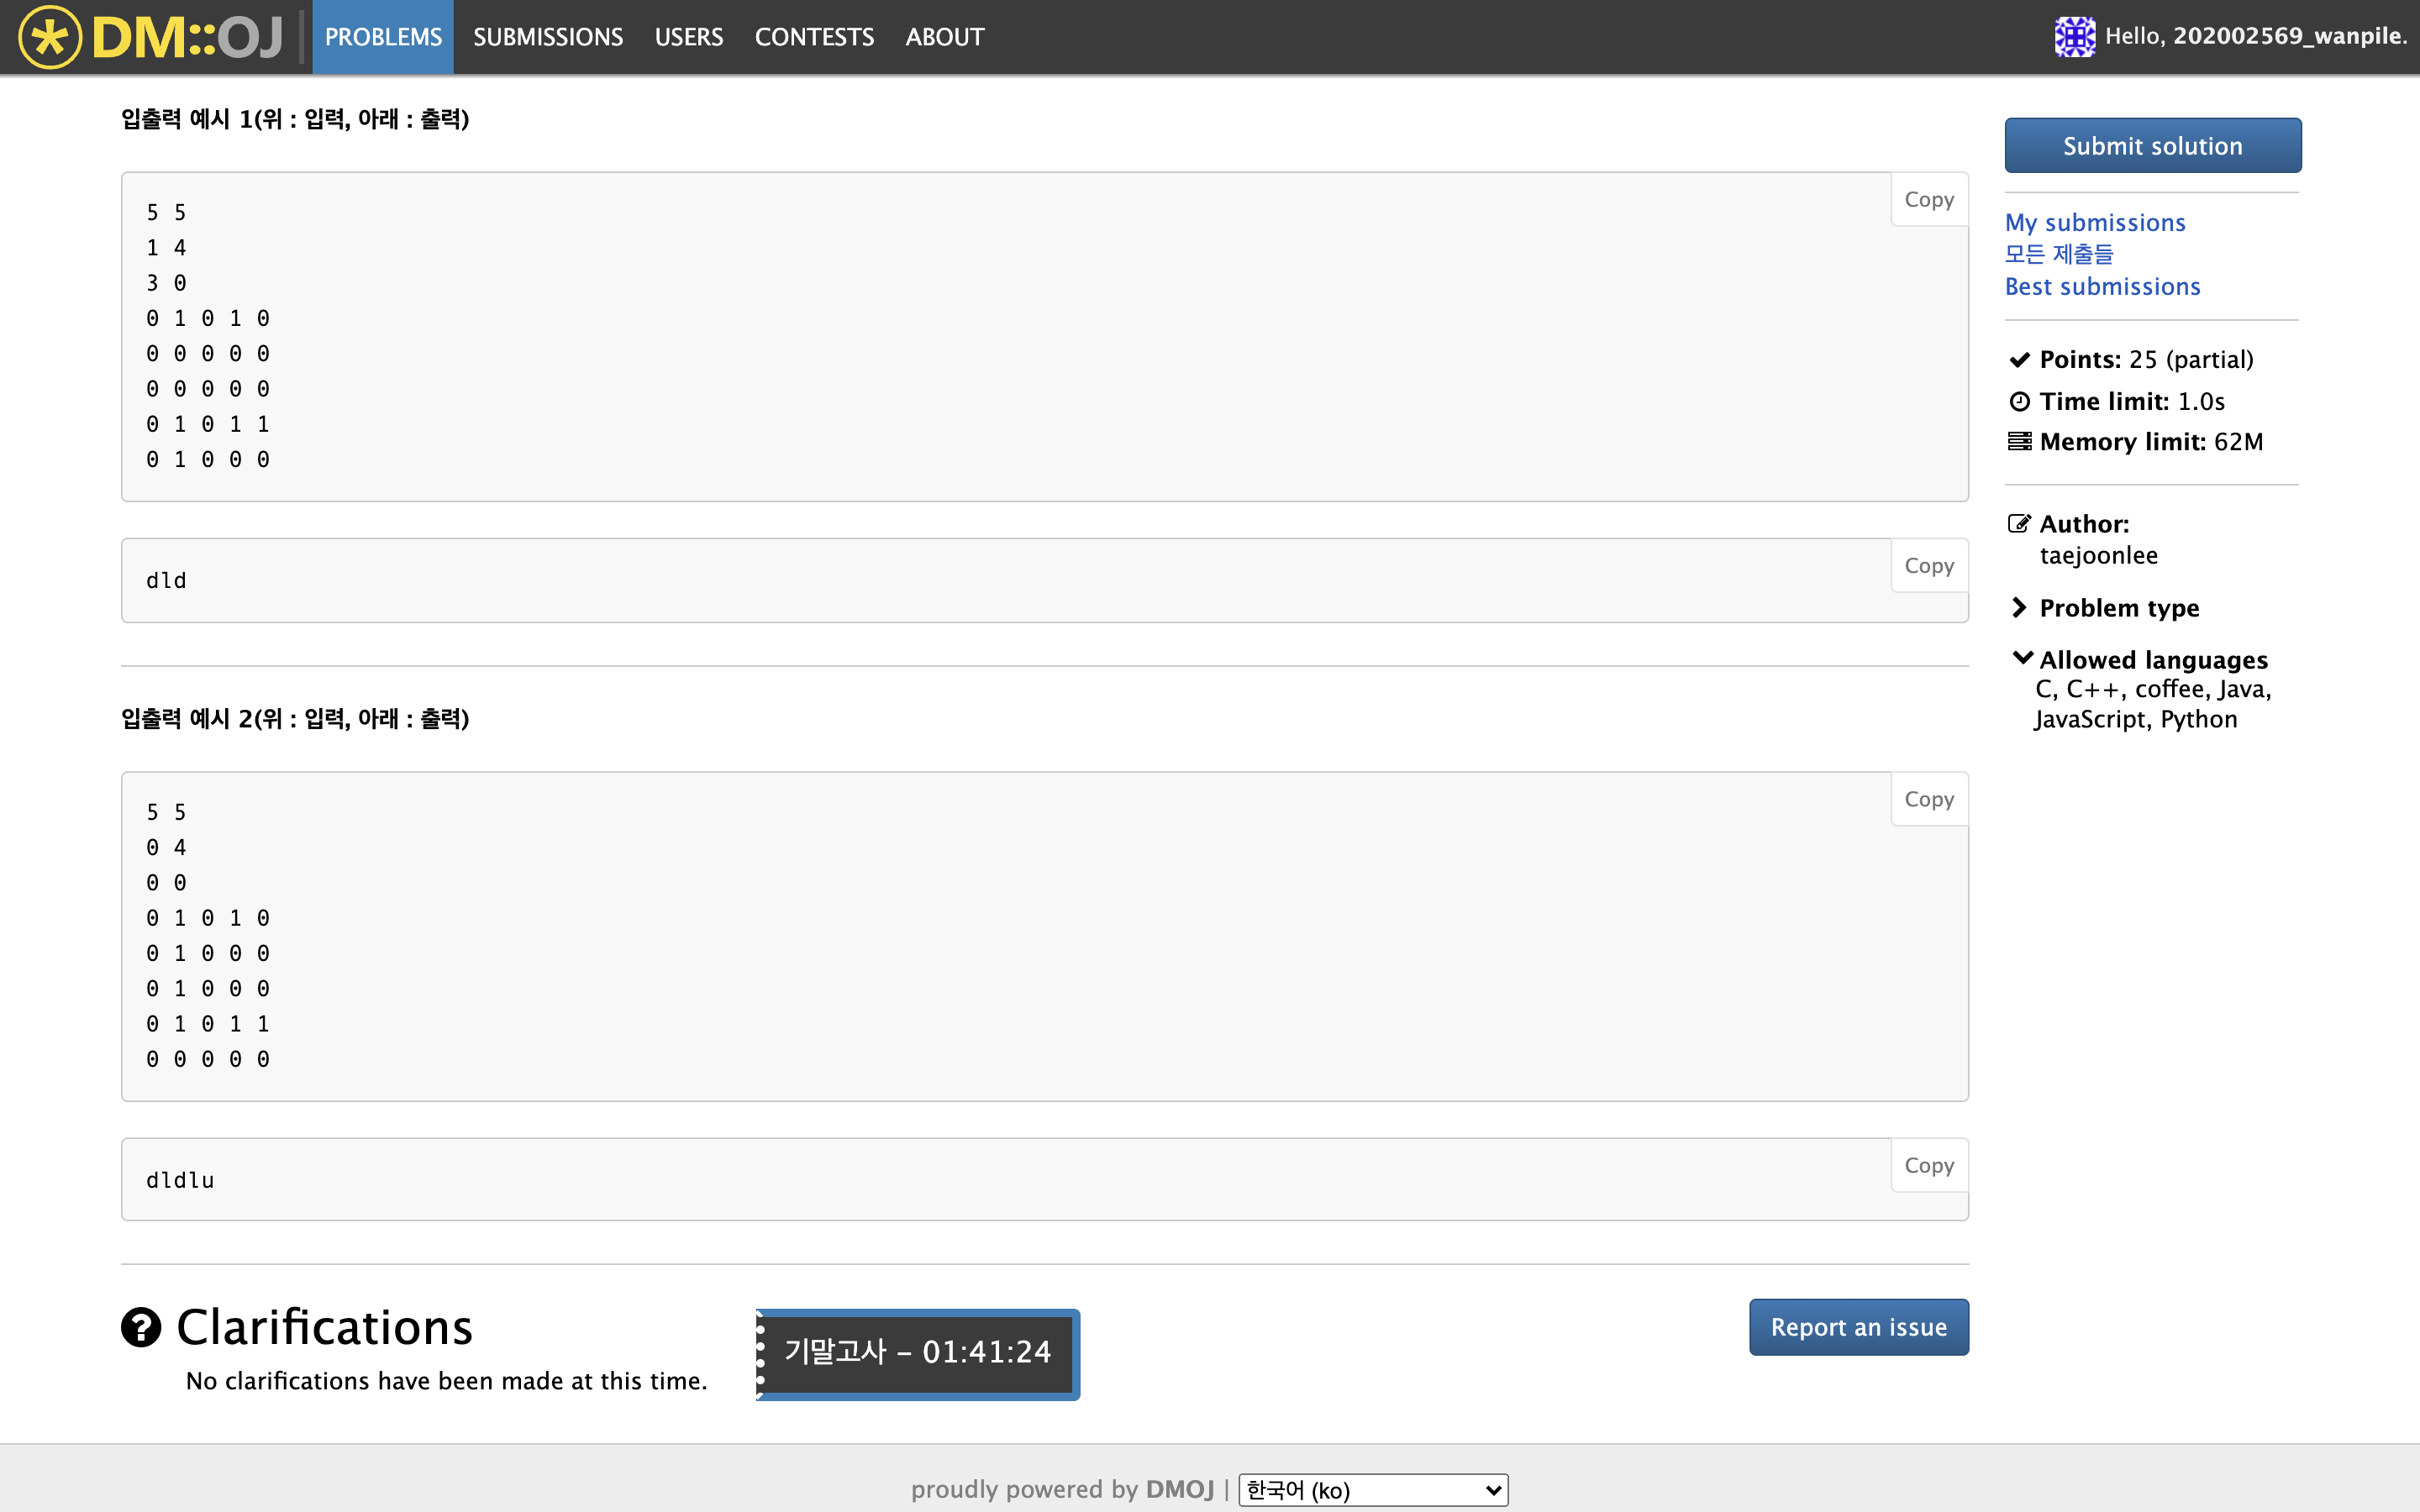 DM::OJ PROBLEMS SUBMISSIONS USERS CONTESTS ABOUT Hello, 202002569_wanpile.
입출력 예시 1(위 : 입력, 아래 : 출력)
Copy
5 5
1 4
3 0
0 1 0 1 0
0 0 0 0 0
0 0 0 0 0
0 1 0 1 1
0 1 0 0 0
Copy
dld
입출력 예시 2(위 : 입력, 아래 : 출력)
Copy
5 5
0 4
0 0
0 1 0 1 0
0 1 0 0 0
0 1 0 0 0
0 1 0 1 1
0 0 0 0 0
Copy
dldlu
Clarifications
No clarifications have been made at this time.
기말고사 - 01:41:24
Report an issue
Submit solution
My submissions
모든 제출들
Best submissions
Points: 25 (partial)
Time limit: 1.0s
Memory limit: 62M
Author:
taejoonlee
Problem type
Allowed languages
C, C++, coffee, Java,
JavaScript, Python
proudly powered by DMOJ | 한국어 (ko)